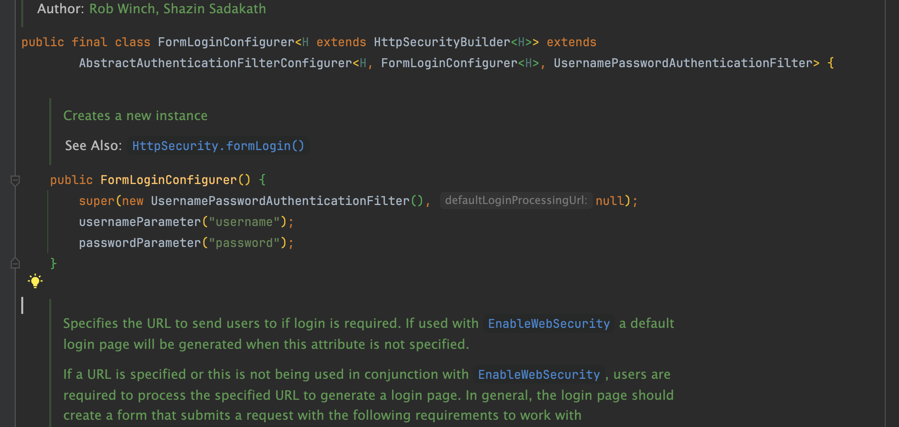 Author: Rob Winch, Shazin Sadakath
public final class FormLoginConfigurer<H extends HttpSecurityBuilder<H>> extends
AbstractAuthenticationFilterConfigurer<H, FormLoginConfigurer<H>, UsernamePasswordAuthenticationFilter> {
Creates a new instance
See Also: HttpSecurity.formLogin()
public FormLoginConfigurer() {
super(new UsernamePasswordAuthenticationFilter(), defaultLoginProcessingUrl: null);
usernameParameter("username");
passwordParameter("password");
}
Specifies the URL to send users to if login is required. If used with EnableWebSecurity a default
login page will be generated when this attribute is not specified.
If a URL is specified or this is not being used in conjunction with EnableWebSecurity, users are
required to process the specified URL to generate a login page. In general, the login page should
create a form that submits a request with the following requirements to work with